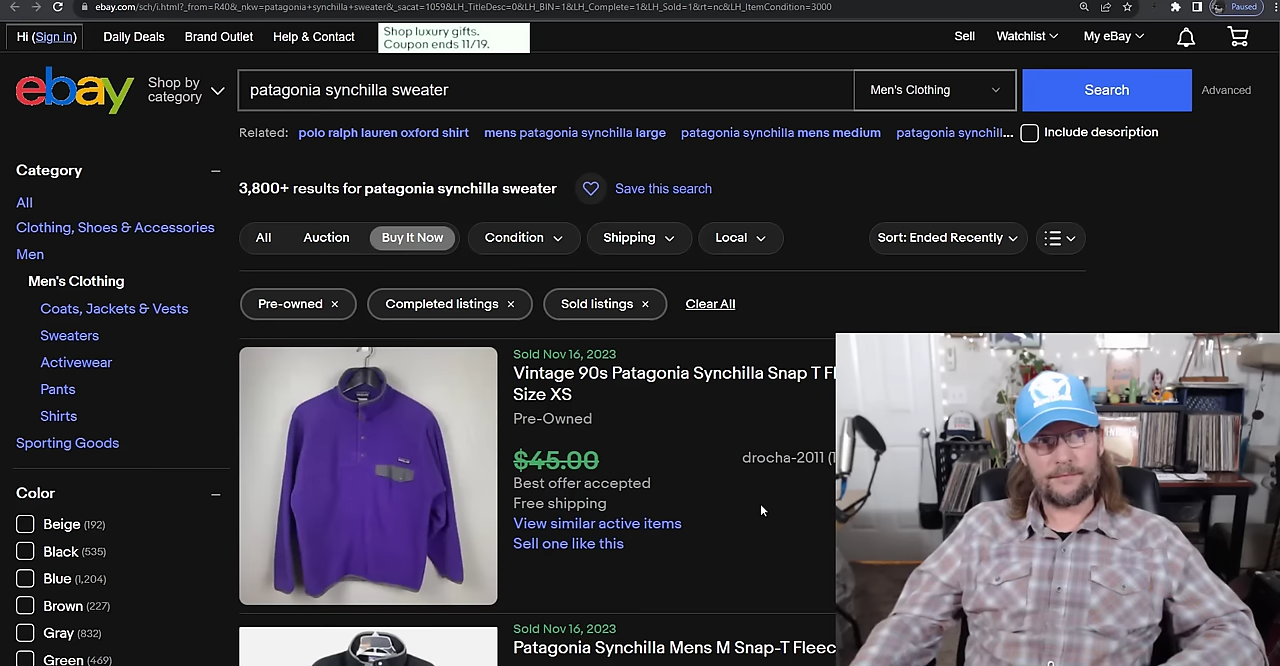 ebay.com/sch/i.html?_from=R40&_nkw=patagonia+synchilla+sweater&_sacat=1059&LH_TitleDesc=0&LH_BIN=1&LH_Complete=1&LH_Sold=1&rt=nc&LH_ItemCondition=3000
Paused
Hi (Sign in)
Daily Deals
Brand Outlet
Help & Contact
Shop luxury gifts.
Coupon ends 11/19.
Sell
Watchlist
My eBay
ebay
Shop by
category
patagonia synchilla sweater
Men's Clothing
Search
Advanced
Related: polo ralph lauren oxford shirt mens patagonia synchilla large patagonia synchilla mens medium patagonia synchill...
Include description
Category
All
Clothing, Shoes & Accessories
Men
Men's Clothing
Coats, Jackets & Vests
Sweaters
Activewear
Pants
Shirts
Sporting Goods
Color
Beige (192)
Black (535)
Blue (1,204)
Brown (227)
Gray (832)
Green (469)
3,800+ results for patagonia synchilla sweater
Save this search
All
Auction
Buy It Now
Condition
Shipping
Local
Sort: Ended Recently
Pre-owned ×
Completed listings ×
Sold listings ×
Clear All
Sold Nov 16, 2023
Vintage 90s Patagonia Synchilla Snap T Fl
Size XS
Pre-Owned
$45.00
drocha-2011 (1
Best offer accepted
Free shipping
View similar active items
Sell one like this
Sold Nov 16, 2023
Patagonia Synchilla Mens M Snap-T Fleec